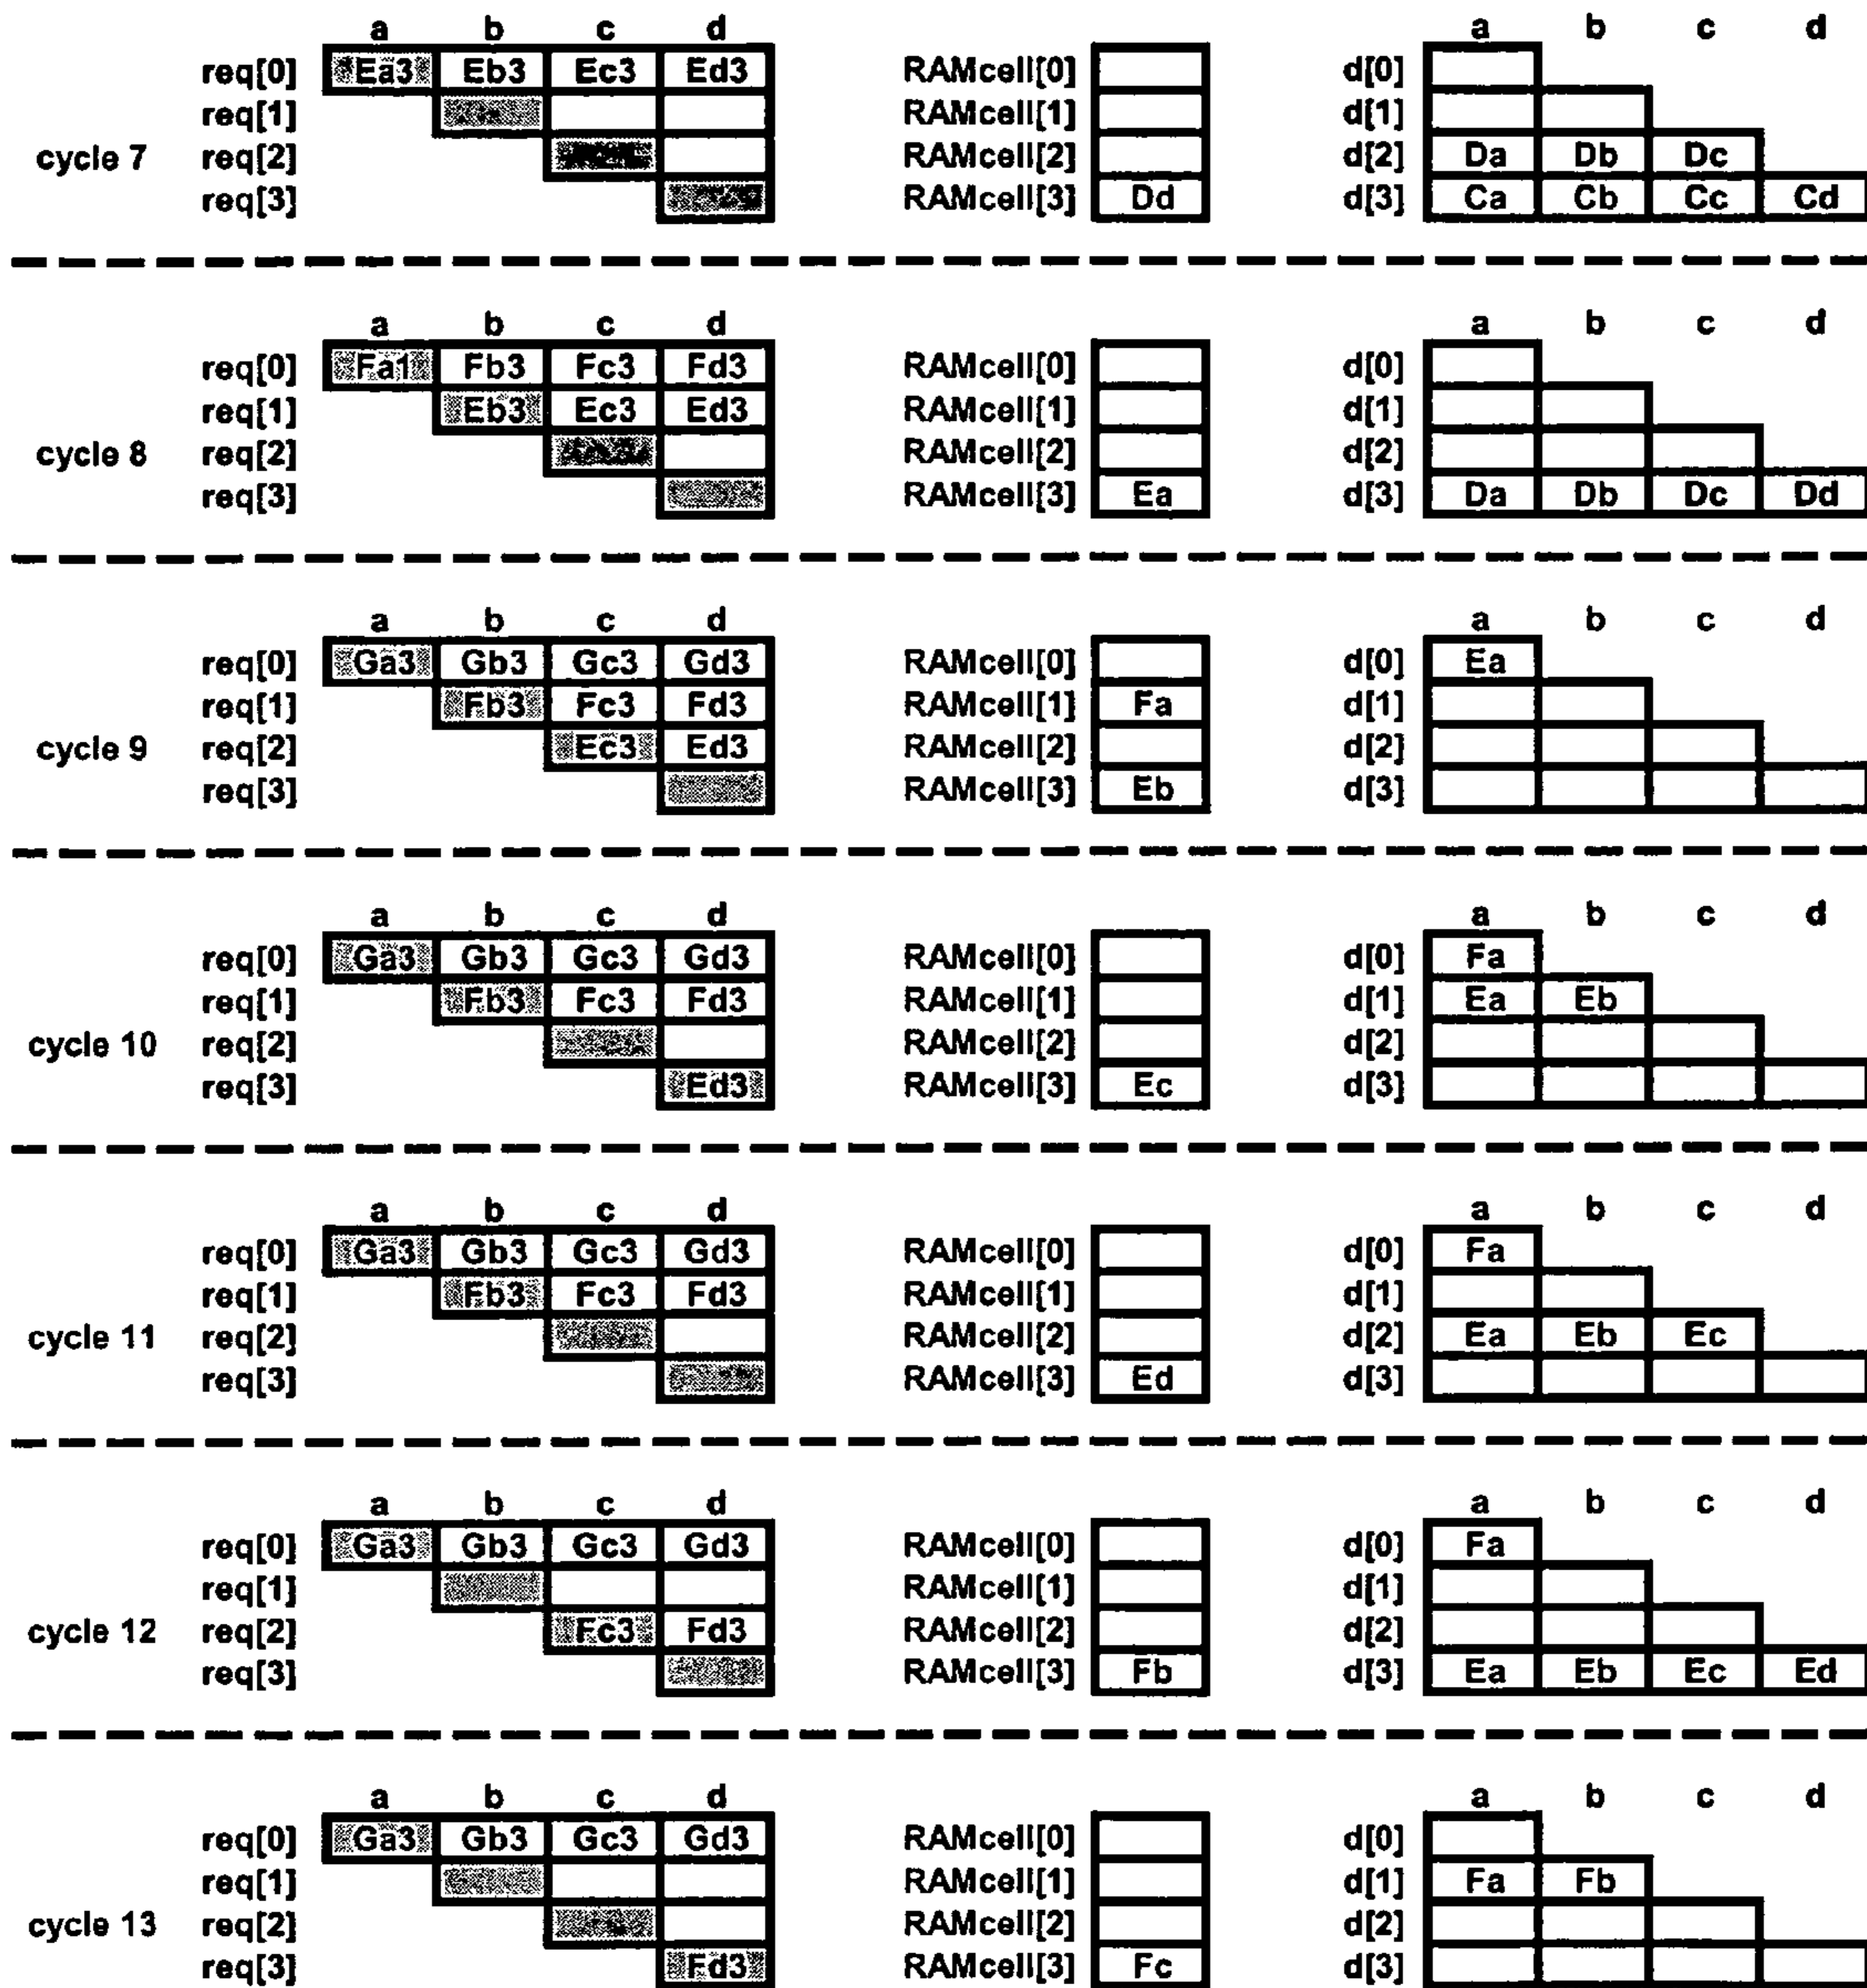 a b c d a b c d
req[0] Ea3 Eb3 Ec3 Ed3 RAMcell[0] d[0]
req[1] RAMcell[1] d[1]
cycle 7 req[2] RAMcell[2] d[2] Da Db Dc
req[3] RAMcell[3] Dd d[3] Ca Cb Cc Cd
a b c d a b c d
req[0] Fa1 Fb3 Fc3 Fd3 RAMcell[0] d[0]
req[1] Eb3 Ec3 Ed3 RAMcell[1] d[1]
cycle 8 req[2] RAMcell[2] d[2]
req[3] RAMcell[3] Ea d[3] Da Db Dc Dd
a b c d a b c d
req[0] Ga3 Gb3 Gc3 Gd3 RAMcell[0] d[0] Ea
req[1] Fb3 Fc3 Fd3 RAMcell[1] Fa d[1]
cycle 9 req[2] Ec3 Ed3 RAMcell[2] d[2]
req[3] RAMcell[3] Eb d[3]
a b c d a b c d
req[0] Ga3 Gb3 Gc3 Gd3 RAMcell[0] d[0] Fa
req[1] Fb3 Fc3 Fd3 RAMcell[1] d[1] Ea Eb
cycle 10 req[2] RAMcell[2] d[2]
req[3] Ed3 RAMcell[3] Ec d[3]
a b c d a b c d
req[0] Ga3 Gb3 Gc3 Gd3 RAMcell[0] d[0] Fa
req[1] Fb3 Fc3 Fd3 RAMcell[1] d[1]
cycle 11 req[2] RAMcell[2] d[2] Ea Eb Ec
req[3] RAMcell[3] Ed d[3]
a b c d a b c d
req[0] Ga3 Gb3 Gc3 Gd3 RAMcell[0] d[0] Fa
req[1] RAMcell[1] d[1]
cycle 12 req[2] Fc3 Fd3 RAMcell[2] d[2]
req[3] RAMcell[3] Fb d[3] Ea Eb Ec Ed
a b c d a b c d
req[0] Ga3 Gb3 Gc3 Gd3 RAMcell[0] d[0]
req[1] RAMcell[1] d[1] Fa Fb
cycle 13 req[2] RAMcell[2] d[2]
req[3] Fd3 RAMcell[3] Fc d[3]